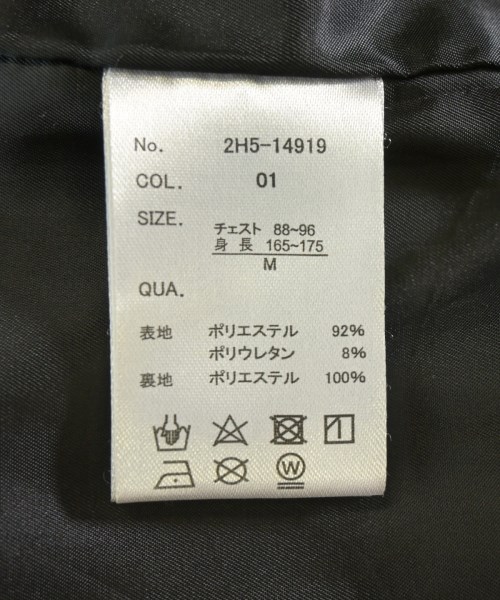 No. 2H5-14919
COL. 01
SIZE. チェスト 88~96
身長 165~175
M
QUA.
表地 ポリエステル 92%
ポリウレタン 8%
裏地 ポリエステル 100%
W